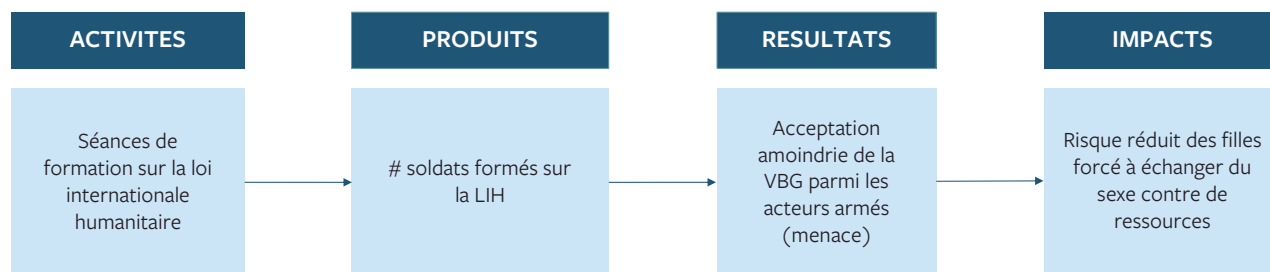 ACTIVITES
PRODUITS
RESULTATS
IMPACTS
Séances de
formation sur la loi
internationale
humanitaire
# soldats formés sur
la LIH
Acceptation
amoindrie de la
VBG parmi les
acteurs armés
(menace)
Risque réduit des filles
forcé à échanger du
sexe contre de
ressources